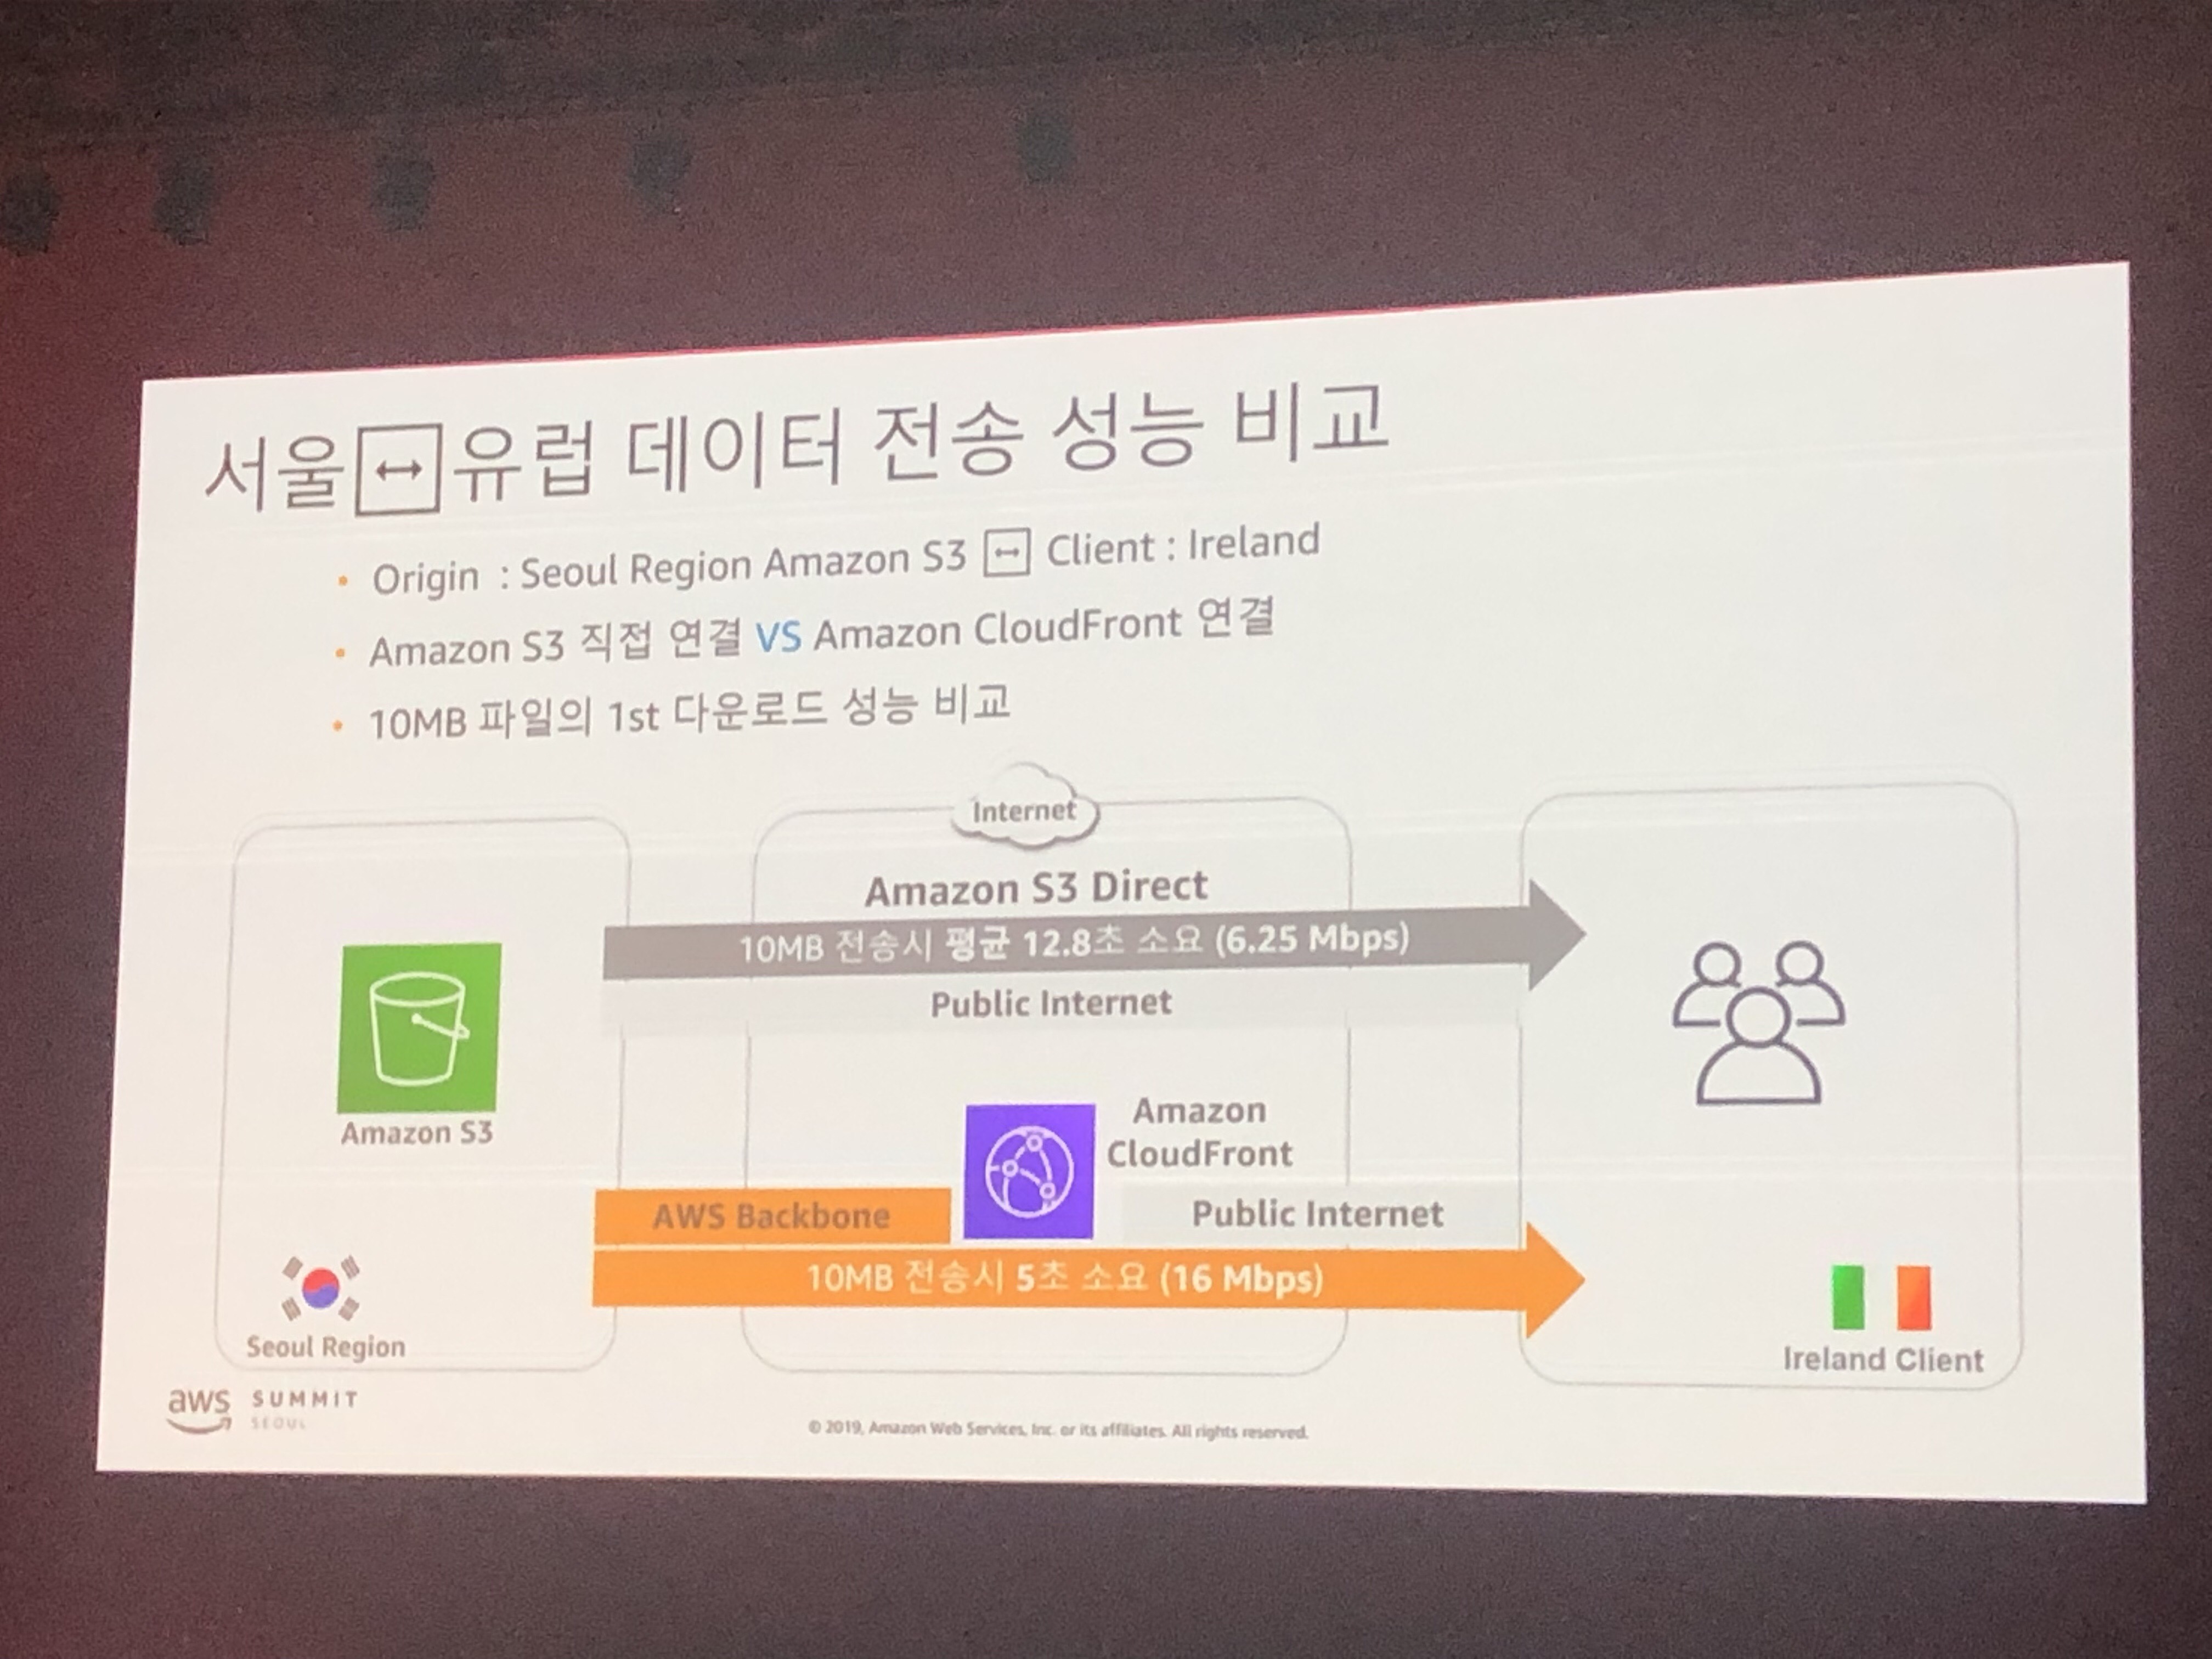 서울↔유럽 데이터 전송 성능 비교
• Origin : Seoul Region Amazon S3 ↔ Client : Ireland
• Amazon S3 직접 연결 VS Amazon CloudFront 연결
• 10MB 파일의 1st 다운로드 성능 비교
Internet
Amazon S3 Direct
10MB 전송시 평균 12.8초 소요 (6.25 Mbps)
Public Internet
Amazon S3
Amazon
CloudFront
AWS Backbone
Public Internet
10MB 전송시 5초 소요 (16 Mbps)
Seoul Region
Ireland Client
aws SUMMIT
SEOUL
© 2019, Amazon Web Services, Inc. or its affiliates. All rights reserved.